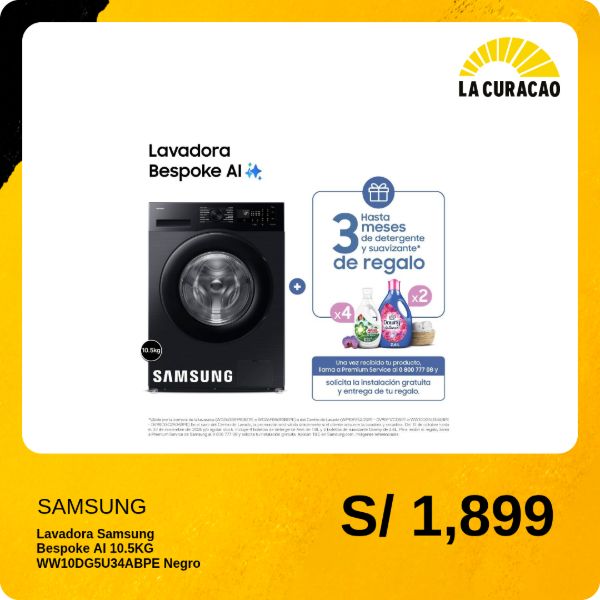 LA CURACAO
Lavadora
Bespoke AI
Hasta
3 meses
de detergente
y suavizante*
de regalo
x4
x2
Downy
10.5kg
SAMSUNG
Una vez recibido tu producto,
llama a Premium Service al 0 800 777 08 y
solicita la instalación gratuita
y entrega de tu regalo.
SAMSUNG
S/ 1,899
Lavadora Samsung
Bespoke AI 10.5KG
WW10DG5U34ABPE Negro